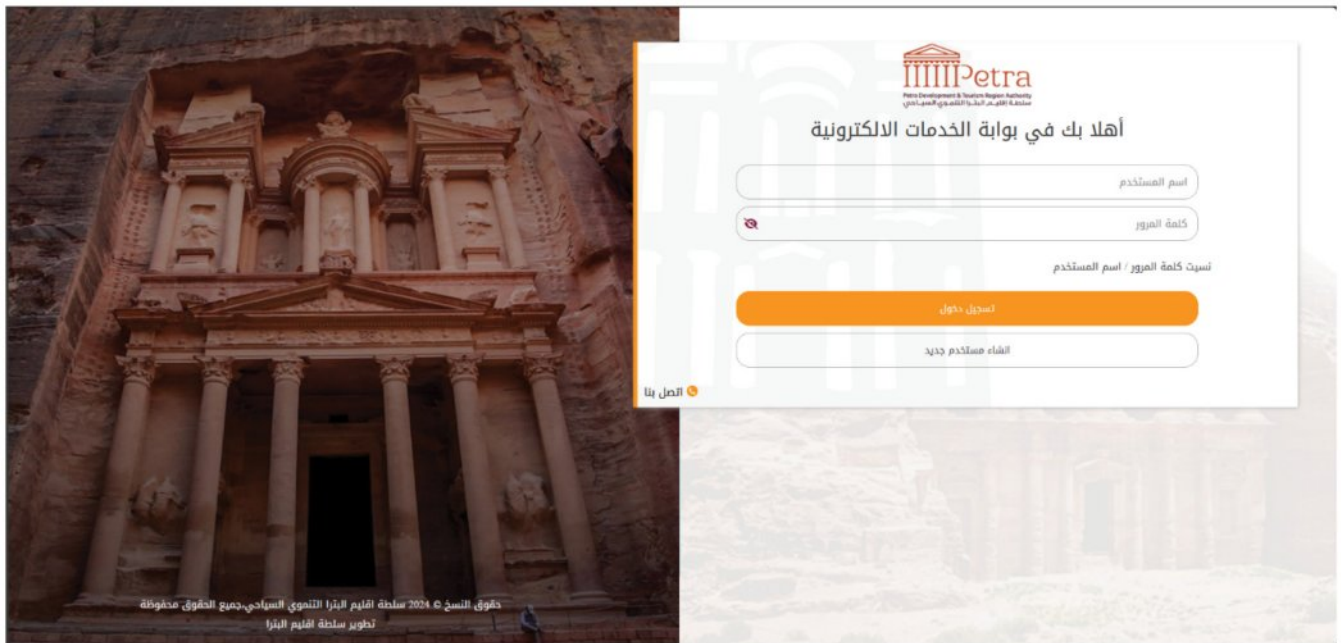 Petra
Petra Development & Tourism Region Authority
سلطة إقليم البترا التنموي السياحي
أهلا بك في بوابة الخدمات الالكترونية
اسم المستخدم
كلمة المرور
نسيت كلمة المرور / اسم المستخدم
تسجيل دخول
انشاء مستخدم جديد
اتصل بنا
حقوق النسخ © 2024 سلطة اقليم البترا التنموي السياحي.جميع الحقوق محفوظة
تطوير سلطة اقليم البترا